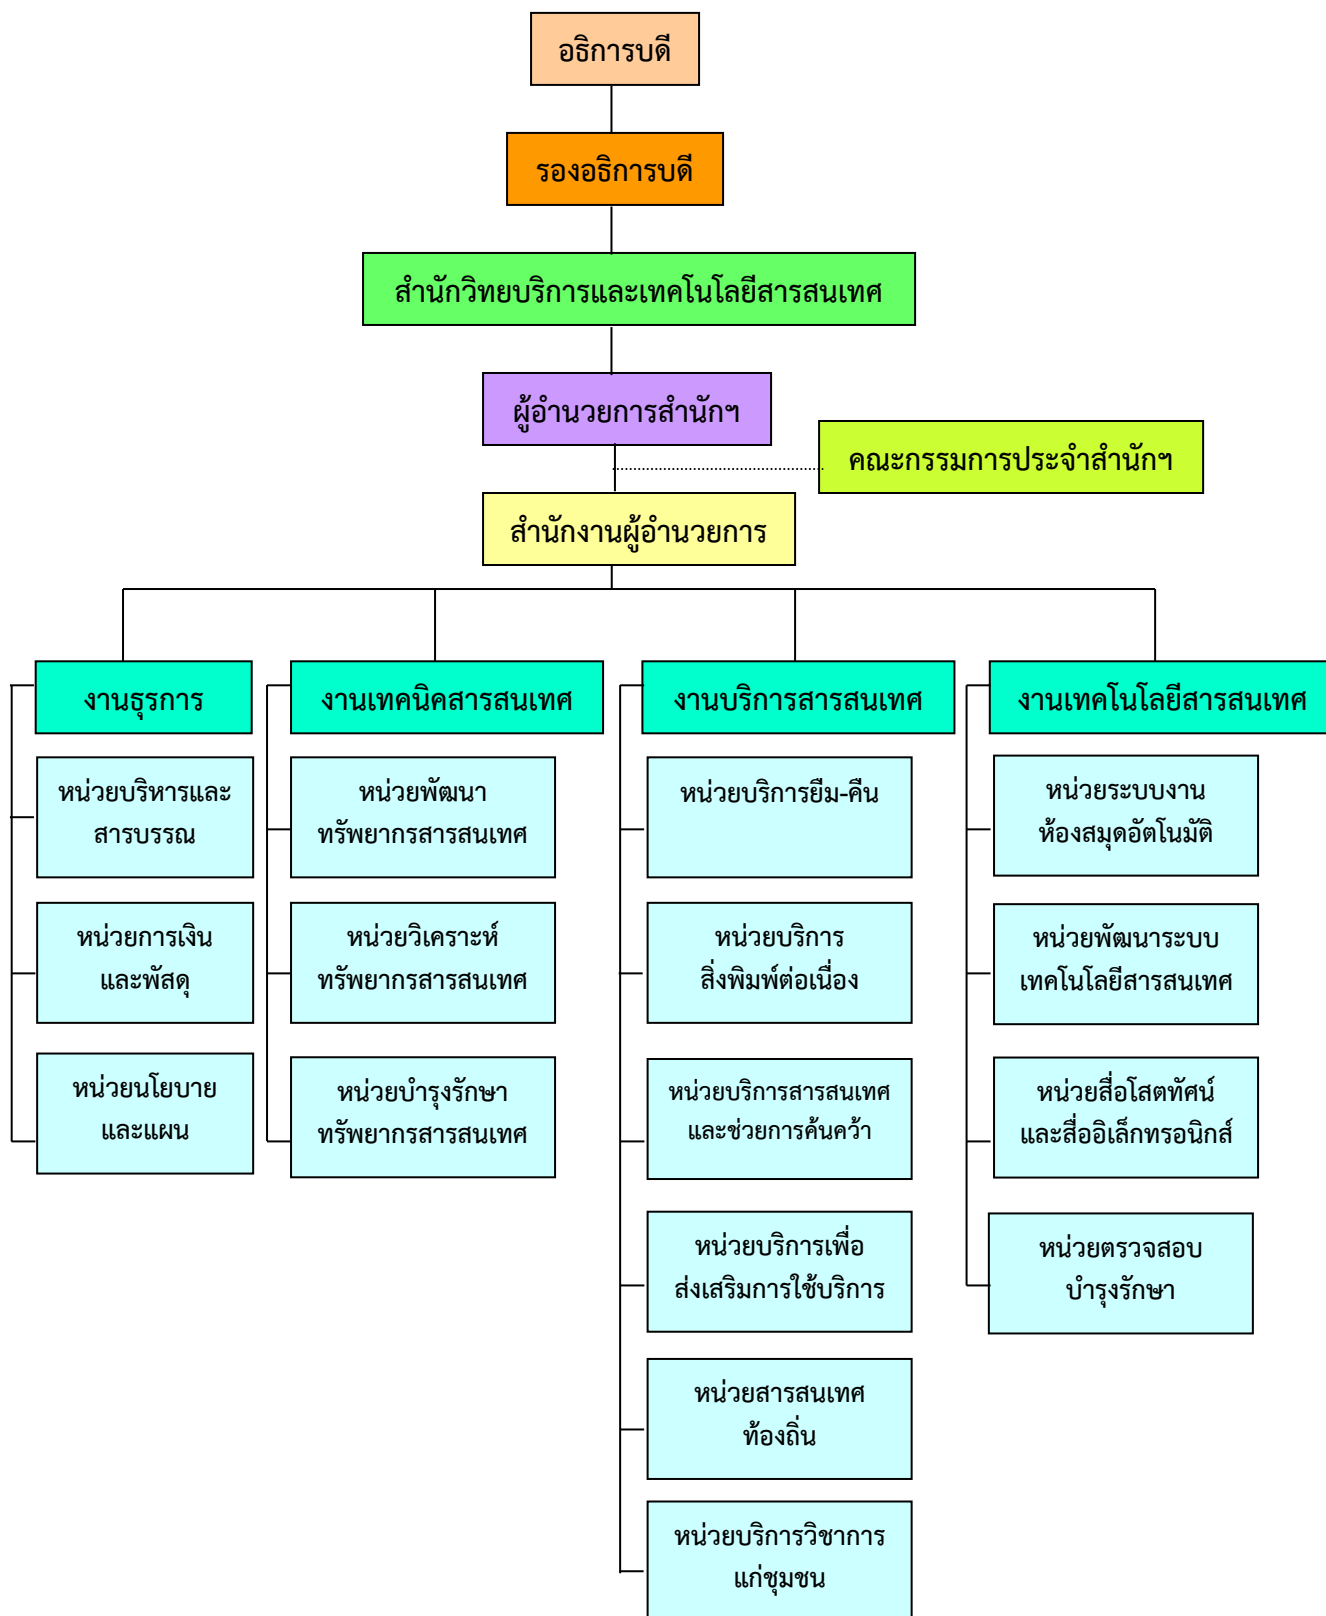 อธิการบดี
รองอธิการบดี
สำนักวิทยบริการและเทคโนโลยีสารสนเทศ
ผู้อำนวยการสำนักฯ
คณะกรรมการประจำสำนักฯ
สำนักงานผู้อำนวยการ
งานธุรการ
หน่วยบริหารและ
สารบรรณ
หน่วยการเงิน
และพัสดุ
หน่วยนโยบาย
และแผน
งานเทคนิคสารสนเทศ
หน่วยพัฒนา
ทรัพยากรสารสนเทศ
หน่วยวิเคราะห์
ทรัพยากรสารสนเทศ
หน่วยบำรุงรักษา
ทรัพยากรสารสนเทศ
งานบริการสารสนเทศ
หน่วยบริการยืม-คืน
หน่วยบริการ
สิ่งพิมพ์ต่อเนื่อง
หน่วยบริการสารสนเทศ
และช่วยการค้นคว้า
หน่วยบริการเพื่อ
ส่งเสริมการใช้บริการ
หน่วยสารสนเทศ
ท้องถิ่น
หน่วยบริการวิชาการ
แก่ชุมชน
งานเทคโนโลยีสารสนเทศ
หน่วยระบบงาน
ห้องสมุดอัตโนมัติ
หน่วยพัฒนาระบบ
เทคโนโลยีสารสนเทศ
หน่วยสื่อโสตทัศน์
และสื่ออิเล็กทรอนิกส์
หน่วยตรวจสอบ
บำรุงรักษา